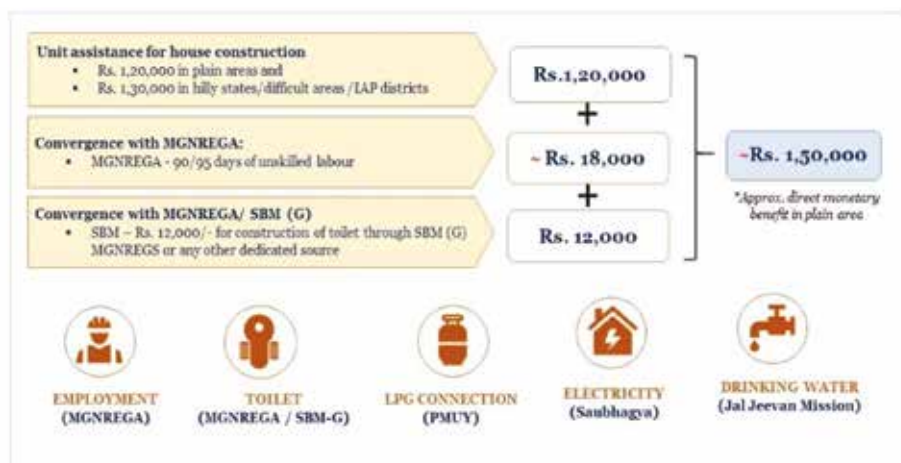 Unit assistance for house construction
• Rs. 1,20,000 in plain areas and
• Rs. 1,30,000 in hilly states/difficult areas /IAP districts
Rs.1,20,000
+
Convergence with MGNREGA:
• MGNREGA - 90/95 days of unskilled labour
~ Rs. 18,000
+
Convergence with MGNREGA/ SBM (G)
• SBM – Rs. 12,000/- for construction of toilet through SBM (G)
MGNREGS or any other dedicated source
Rs. 12,000
~Rs. 1,50,000
*Approx. direct monetary
benefit in plain area
EMPLOYMENT
(MGNREGA)
TOILET
(MGNREGA / SBM-G)
LPG CONNECTION
(PMUY)
ELECTRICITY
(Saubhagya)
DRINKING WATER
(Jal Jeevan Mission)